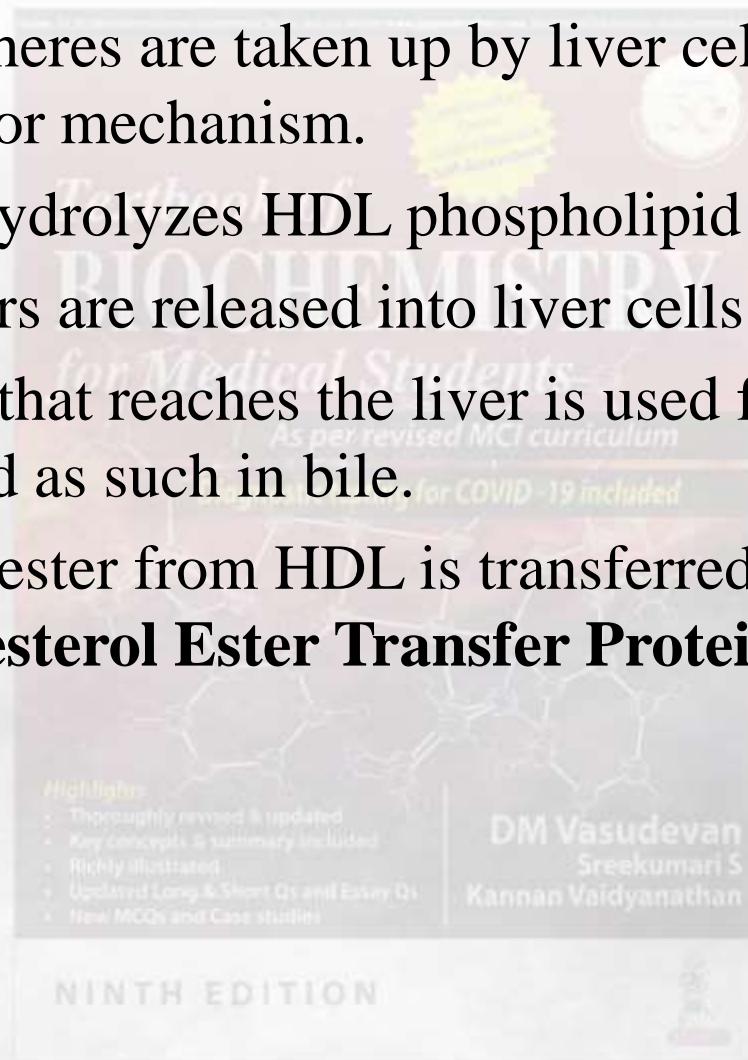 heres are taken up by liver cel
or mechanism.
ydrolyzes HDL phospholipid
rs are released into liver cells
that reaches the liver is used f
d as such in bile.
ester from HDL is transferred
esterol Ester Transfer Protei
Textbook of
BIOCHEMISTRY
for Medical Students
As per revised MCI curriculum
for COVID -19 included
Highlights
• Thoroughly revised & updated
• Key concepts & summary included
• Richly illustrated
• Updated Long & Short Qs and Essay Qs
• New MCQs and Case studies
DM Vasudevan
Sreekumari S
Kannan Vaidyanathan
NINTH EDITION